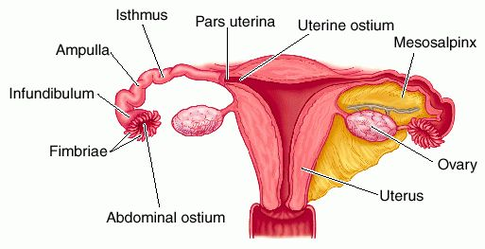 Isthmus
Pars uterina
Uterine ostium
Mesosalpinx
Ampulla
Infundibulum
Fimbriae
Ovary
Uterus
Abdominal ostium